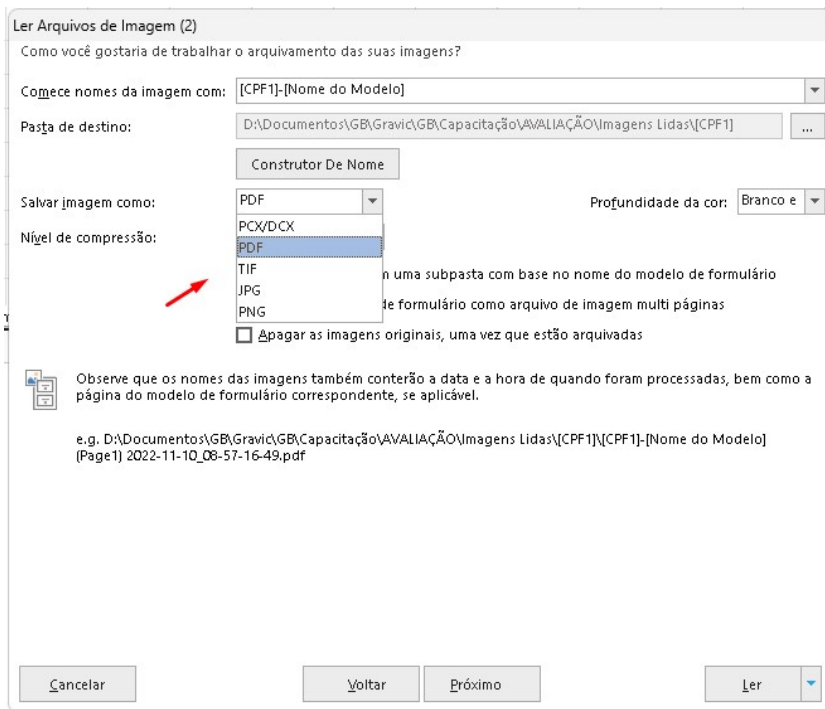 Ler Arquivos de Imagem (2)
Como você gostaria de trabalhar o arquivamento das suas imagens?
Comece nomes da imagem com: [CPF1]-[Nome do Modelo]
Pasta de destino: D:\Documentos\GB\Gravic\GB\Capacitação\AVALIAÇÃO\Imagens Lidas\[CPF1] ...
Construtor De Nome
Salvar imagem como: PDF Profundidade da cor: Branco e
PCX/DCX
Nível de compressão:
PDF
TIF uma subpasta com base no nome do modelo de formulário
JPG
de formulário como arquivo de imagem multi páginas
PNG
Apagar as imagens originais, uma vez que estão arquivadas
Observe que os nomes das imagens também conterão a data e a hora de quando foram processadas, bem como a
página do modelo de formulário correspondente, se aplicável.
e.g. D:\Documentos\GB\Gravic\GB\Capacitação\AVALIAÇÃO\Imagens Lidas\[CPF1]\[CPF1]-[Nome do Modelo]
(Page1) 2022-11-10_08-57-16-49.pdf
Cancelar Voltar Próximo Ler